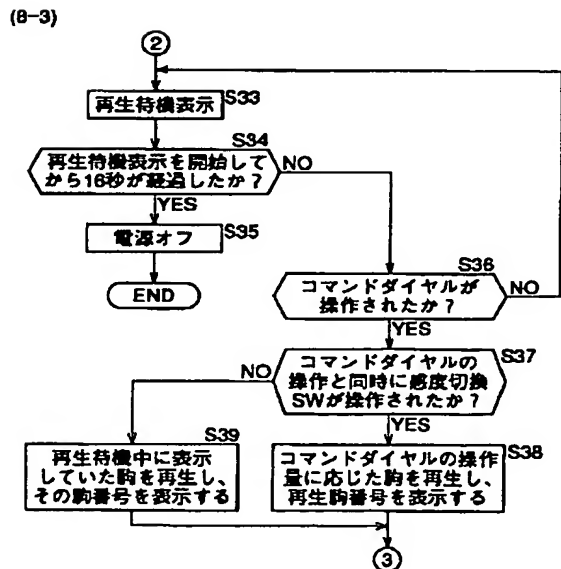 (8-3)
②
再生待機表示
S33
S34
再生待機表示を開始して
から16秒が経過したか？
NO
YES
電源オフ
S35
END
S36
コマンドダイヤルが
操作されたか？
NO
YES
S37
コマンドダイヤルの
操作と同時に感度切換
SWが操作されたか？
NO
YES
S39
再生待機中に表示
していた駒を再生し、
その駒番号を表示する
S38
コマンドダイヤルの操作
量に応じた駒を再生し、
再生駒番号を表示する
③